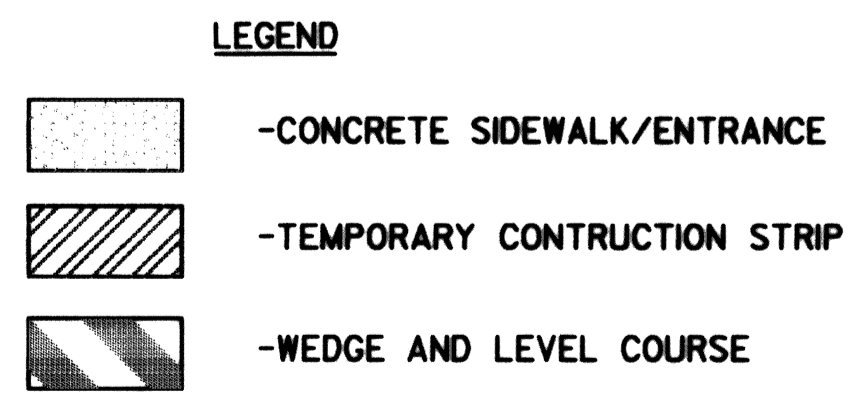 LEGEND
-CONCRETE SIDEWALK/ENTRANCE
-TEMPORARY CONTRUCTION STRIP
-WEDGE AND LEVEL COURSE